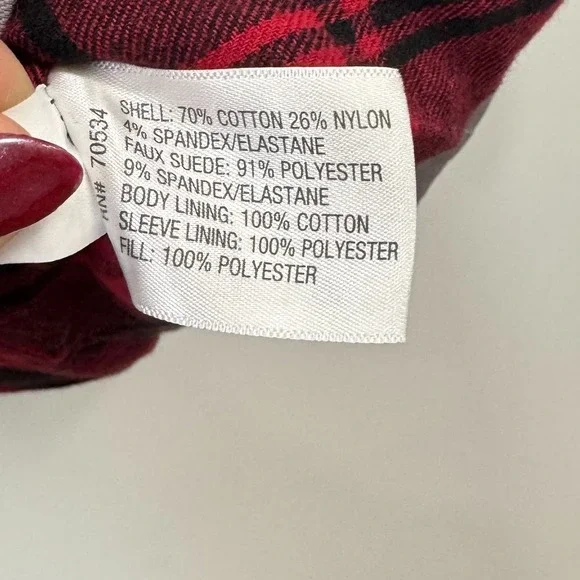 SHELL: 70% COTTON 26% NYLON
4% SPANDEX/ELASTANE
FAUX SUEDE: 91% POLYESTER
9% SPANDEX/ELASTANE
BODY LINING: 100% COTTON
SLEEVE LINING: 100% POLYESTER
FILL: 100% POLYESTER
RN# 70534